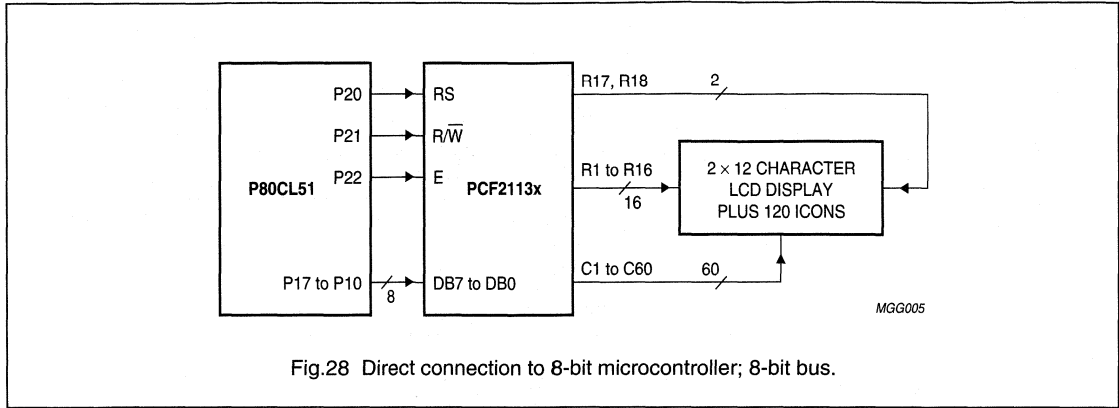 P80CL51
P20
P21
P22
P17 to P10
8
RS
R/W̅
E
PCF2113x
DB7 to DB0
R17, R18
2
R1 to R16
16
C1 to C60
60
2 × 12 CHARACTER
LCD DISPLAY
PLUS 120 ICONS
MGG005
Fig.28 Direct connection to 8-bit microcontroller; 8-bit bus.